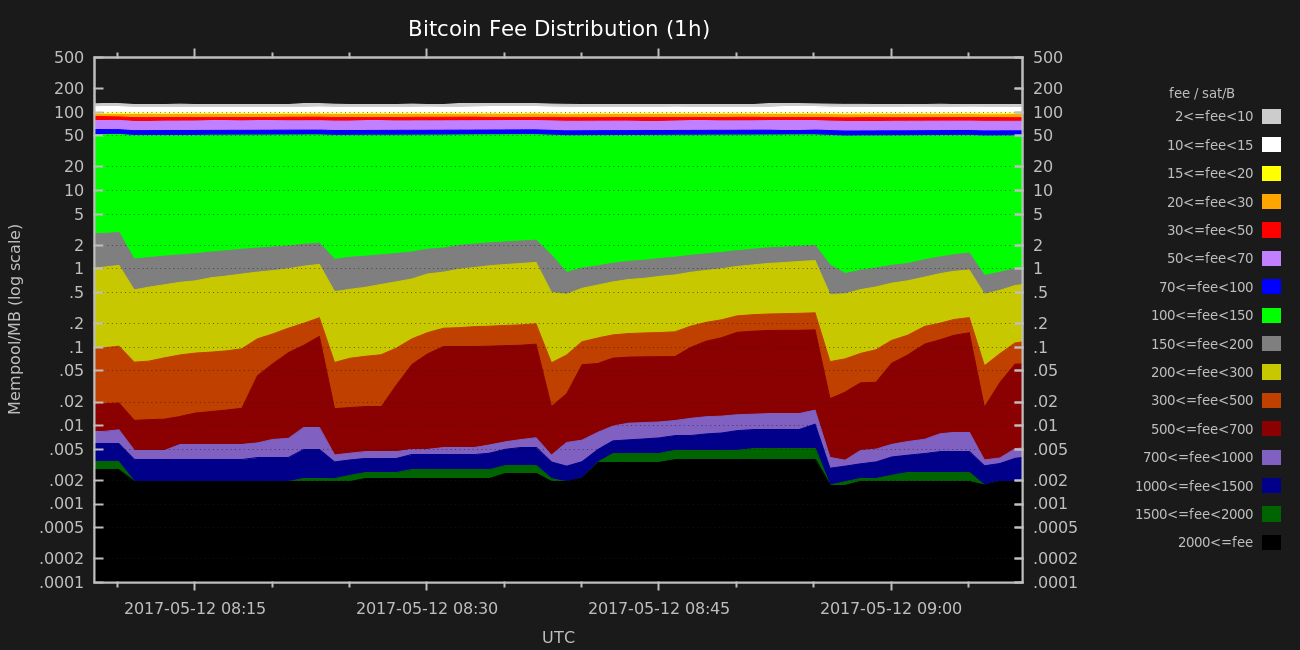 Bitcoin Fee Distribution (1h)
Mempool/MB (log scale)
500
200
100
50
20
10
5
2
1
.5
.2
.1
.05
.02
.01
.005
.002
.001
.0005
.0002
.0001
500
200
100
50
20
10
5
2
1
.5
.2
.1
.05
.02
.01
.005
.002
.001
.0005
.0002
.0001
2017-05-12 08:15
2017-05-12 08:30
2017-05-12 08:45
2017-05-12 09:00
UTC
fee / sat/B
2<=fee<10
10<=fee<15
15<=fee<20
20<=fee<30
30<=fee<50
50<=fee<70
70<=fee<100
100<=fee<150
150<=fee<200
200<=fee<300
300<=fee<500
500<=fee<700
700<=fee<1000
1000<=fee<1500
1500<=fee<2000
2000<=fee